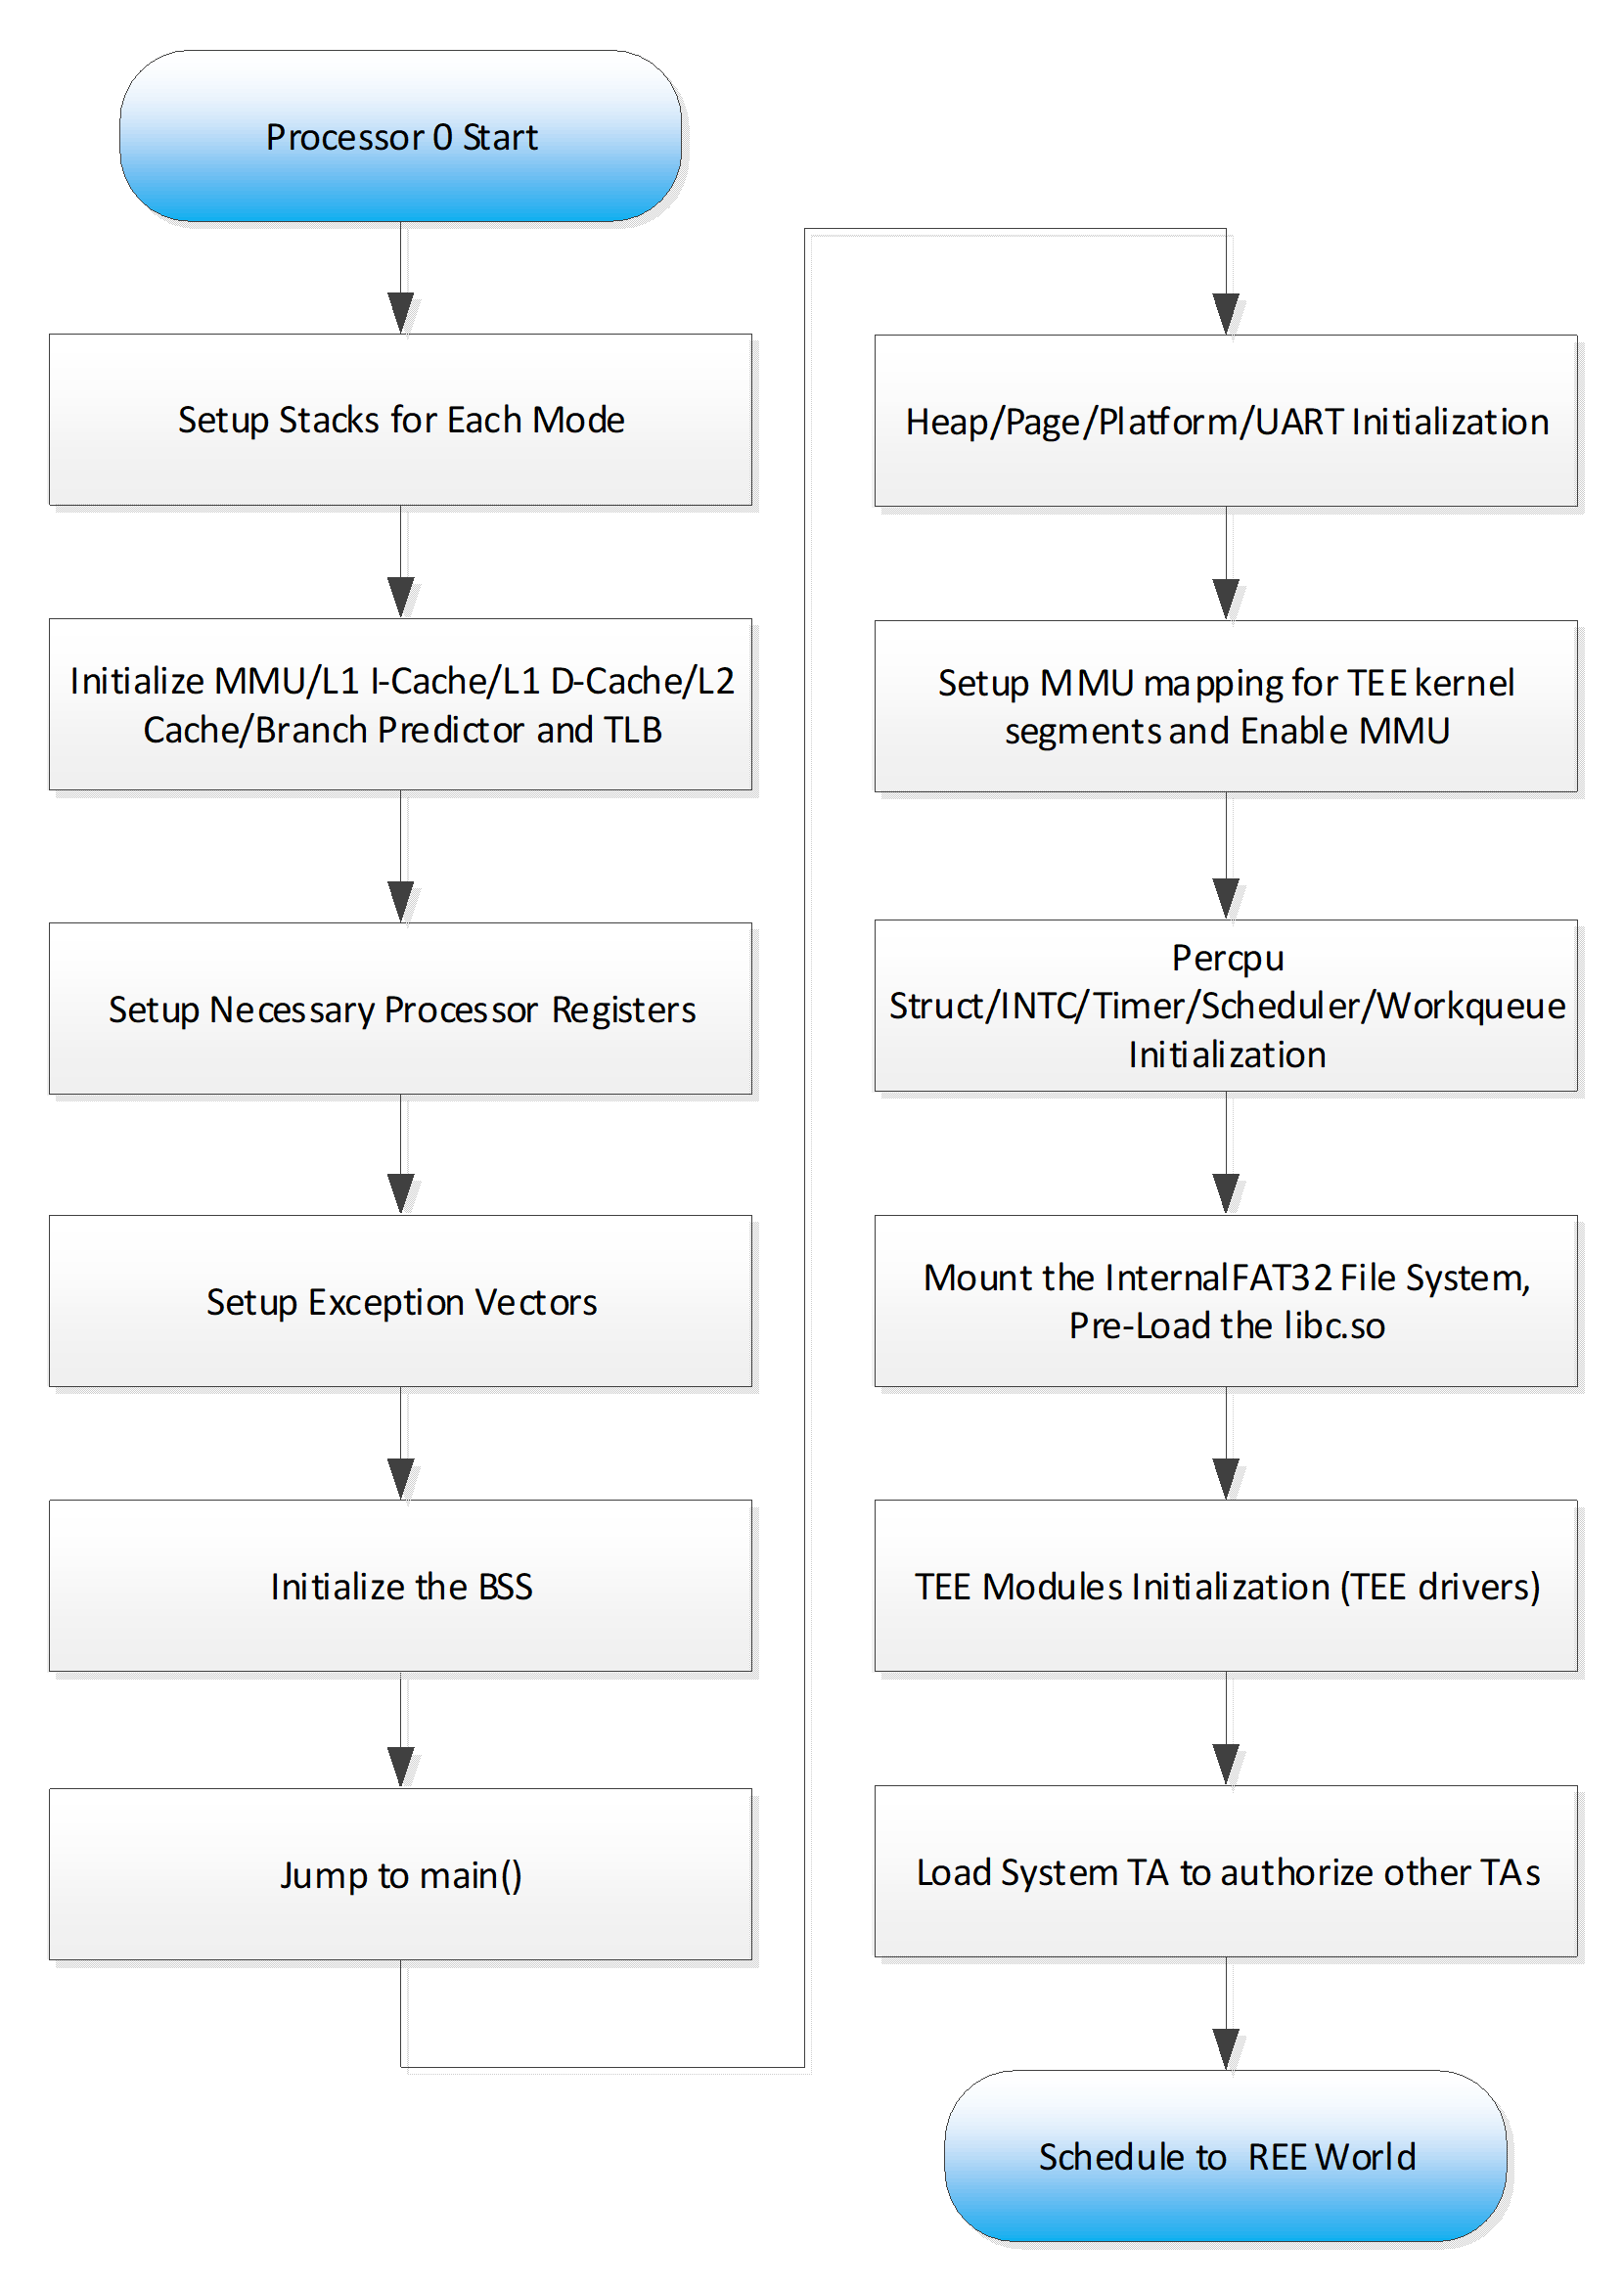 Processor 0 Start
Setup Stacks for Each Mode
Initialize MMU/L1 I-Cache/L1 D-Cache/L2
Cache/Branch Predictor and TLB
Setup Necessary Processor Registers
Setup Exception Vectors
Initialize the BSS
Jump to main()
Heap/Page/Platform/UART Initialization
Setup MMU mapping for TEE kernel
segments and Enable MMU
Percpu
Struct/INTC/Timer/Scheduler/Workqueue
Initialization
Mount the Internal FAT32 File System,
Pre-Load the libc.so
TEE Modules Initialization (TEE drivers)
Load System TA to authorize other TAs
Schedule to REE World